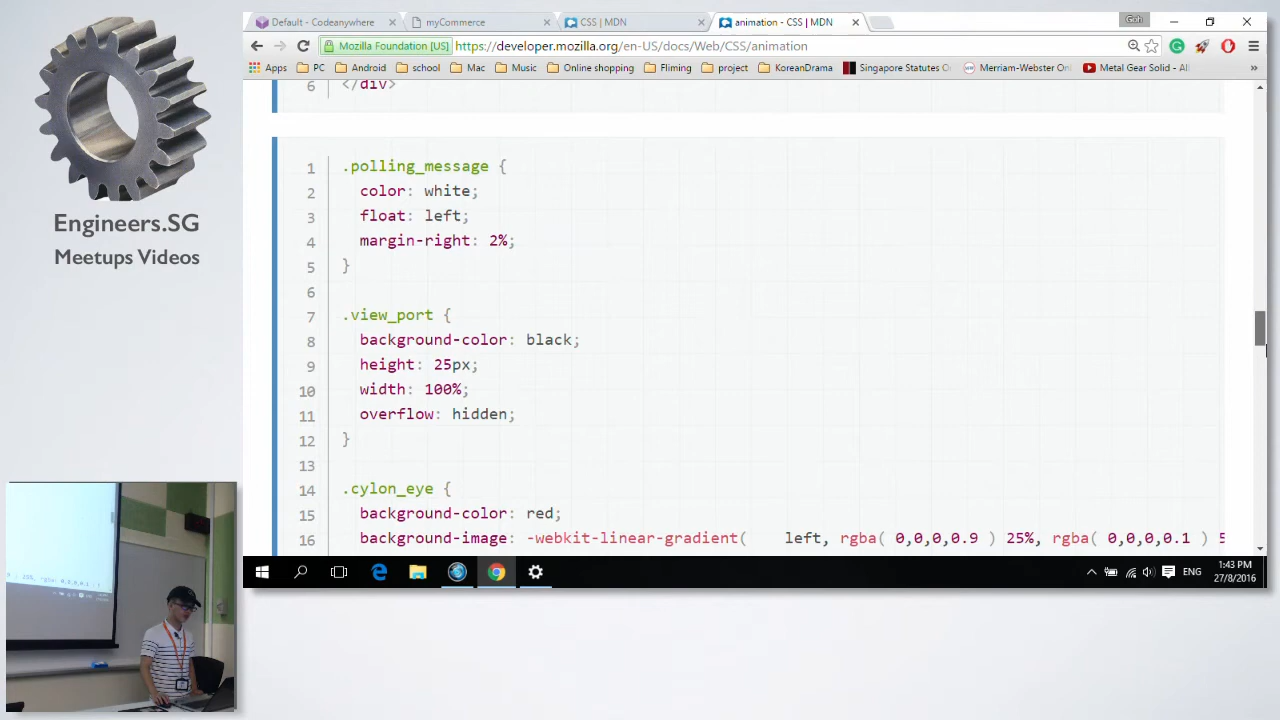 Engineers.SG
Meetups Videos
Default - Codeanywhere
myCommerce
CSS | MDN
animation - CSS | MDN
Goh
Mozilla Foundation [US]
https://developer.mozilla.org/en-US/docs/Web/CSS/animation
Apps
PC
Android
school
Mac
Music
Online shopping
Fliming
project
KoreanDrama
Singapore Statutes O
Merriam-Webster Onl
Metal Gear Solid - Al
»
6 </div>
1 .polling_message {
2 color: white;
3 float: left;
4 margin-right: 2%;
5 }
6
7 .view_port {
8 background-color: black;
9 height: 25px;
10 width: 100%;
11 overflow: hidden;
12 }
13
14 .cylon_eye {
15 background-color: red;
16 background-image: -webkit-linear-gradient( left, rgba( 0,0,0,0.9 ) 25%, rgba( 0,0,0,0.1 ) 5
ENG
1:43 PM
27/8/2016